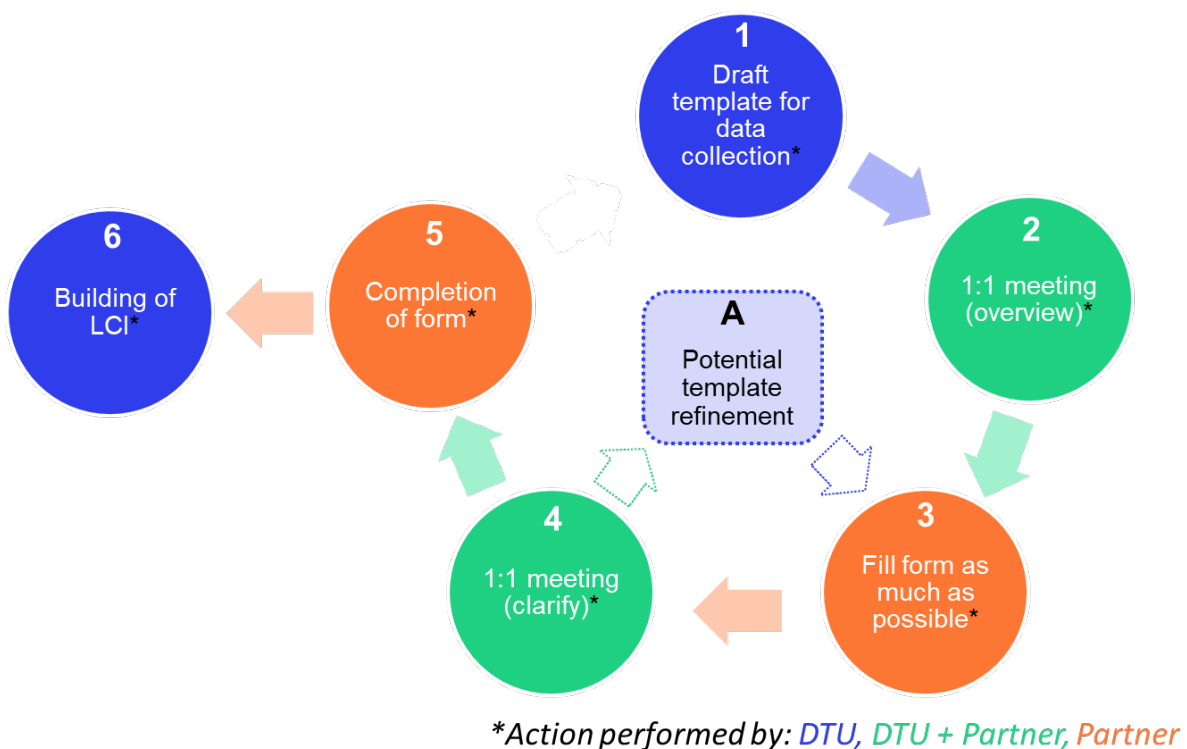 1
Draft
template for
data
collection*
2
1:1 meeting
(overview)*
3
Fill form as
much as
possible*
4
1:1 meeting
(clarify)*
5
Completion
of form*
6
Building of
LCI*
A
Potential
template
refinement
*Action performed by: DTU, DTU + Partner, Partner